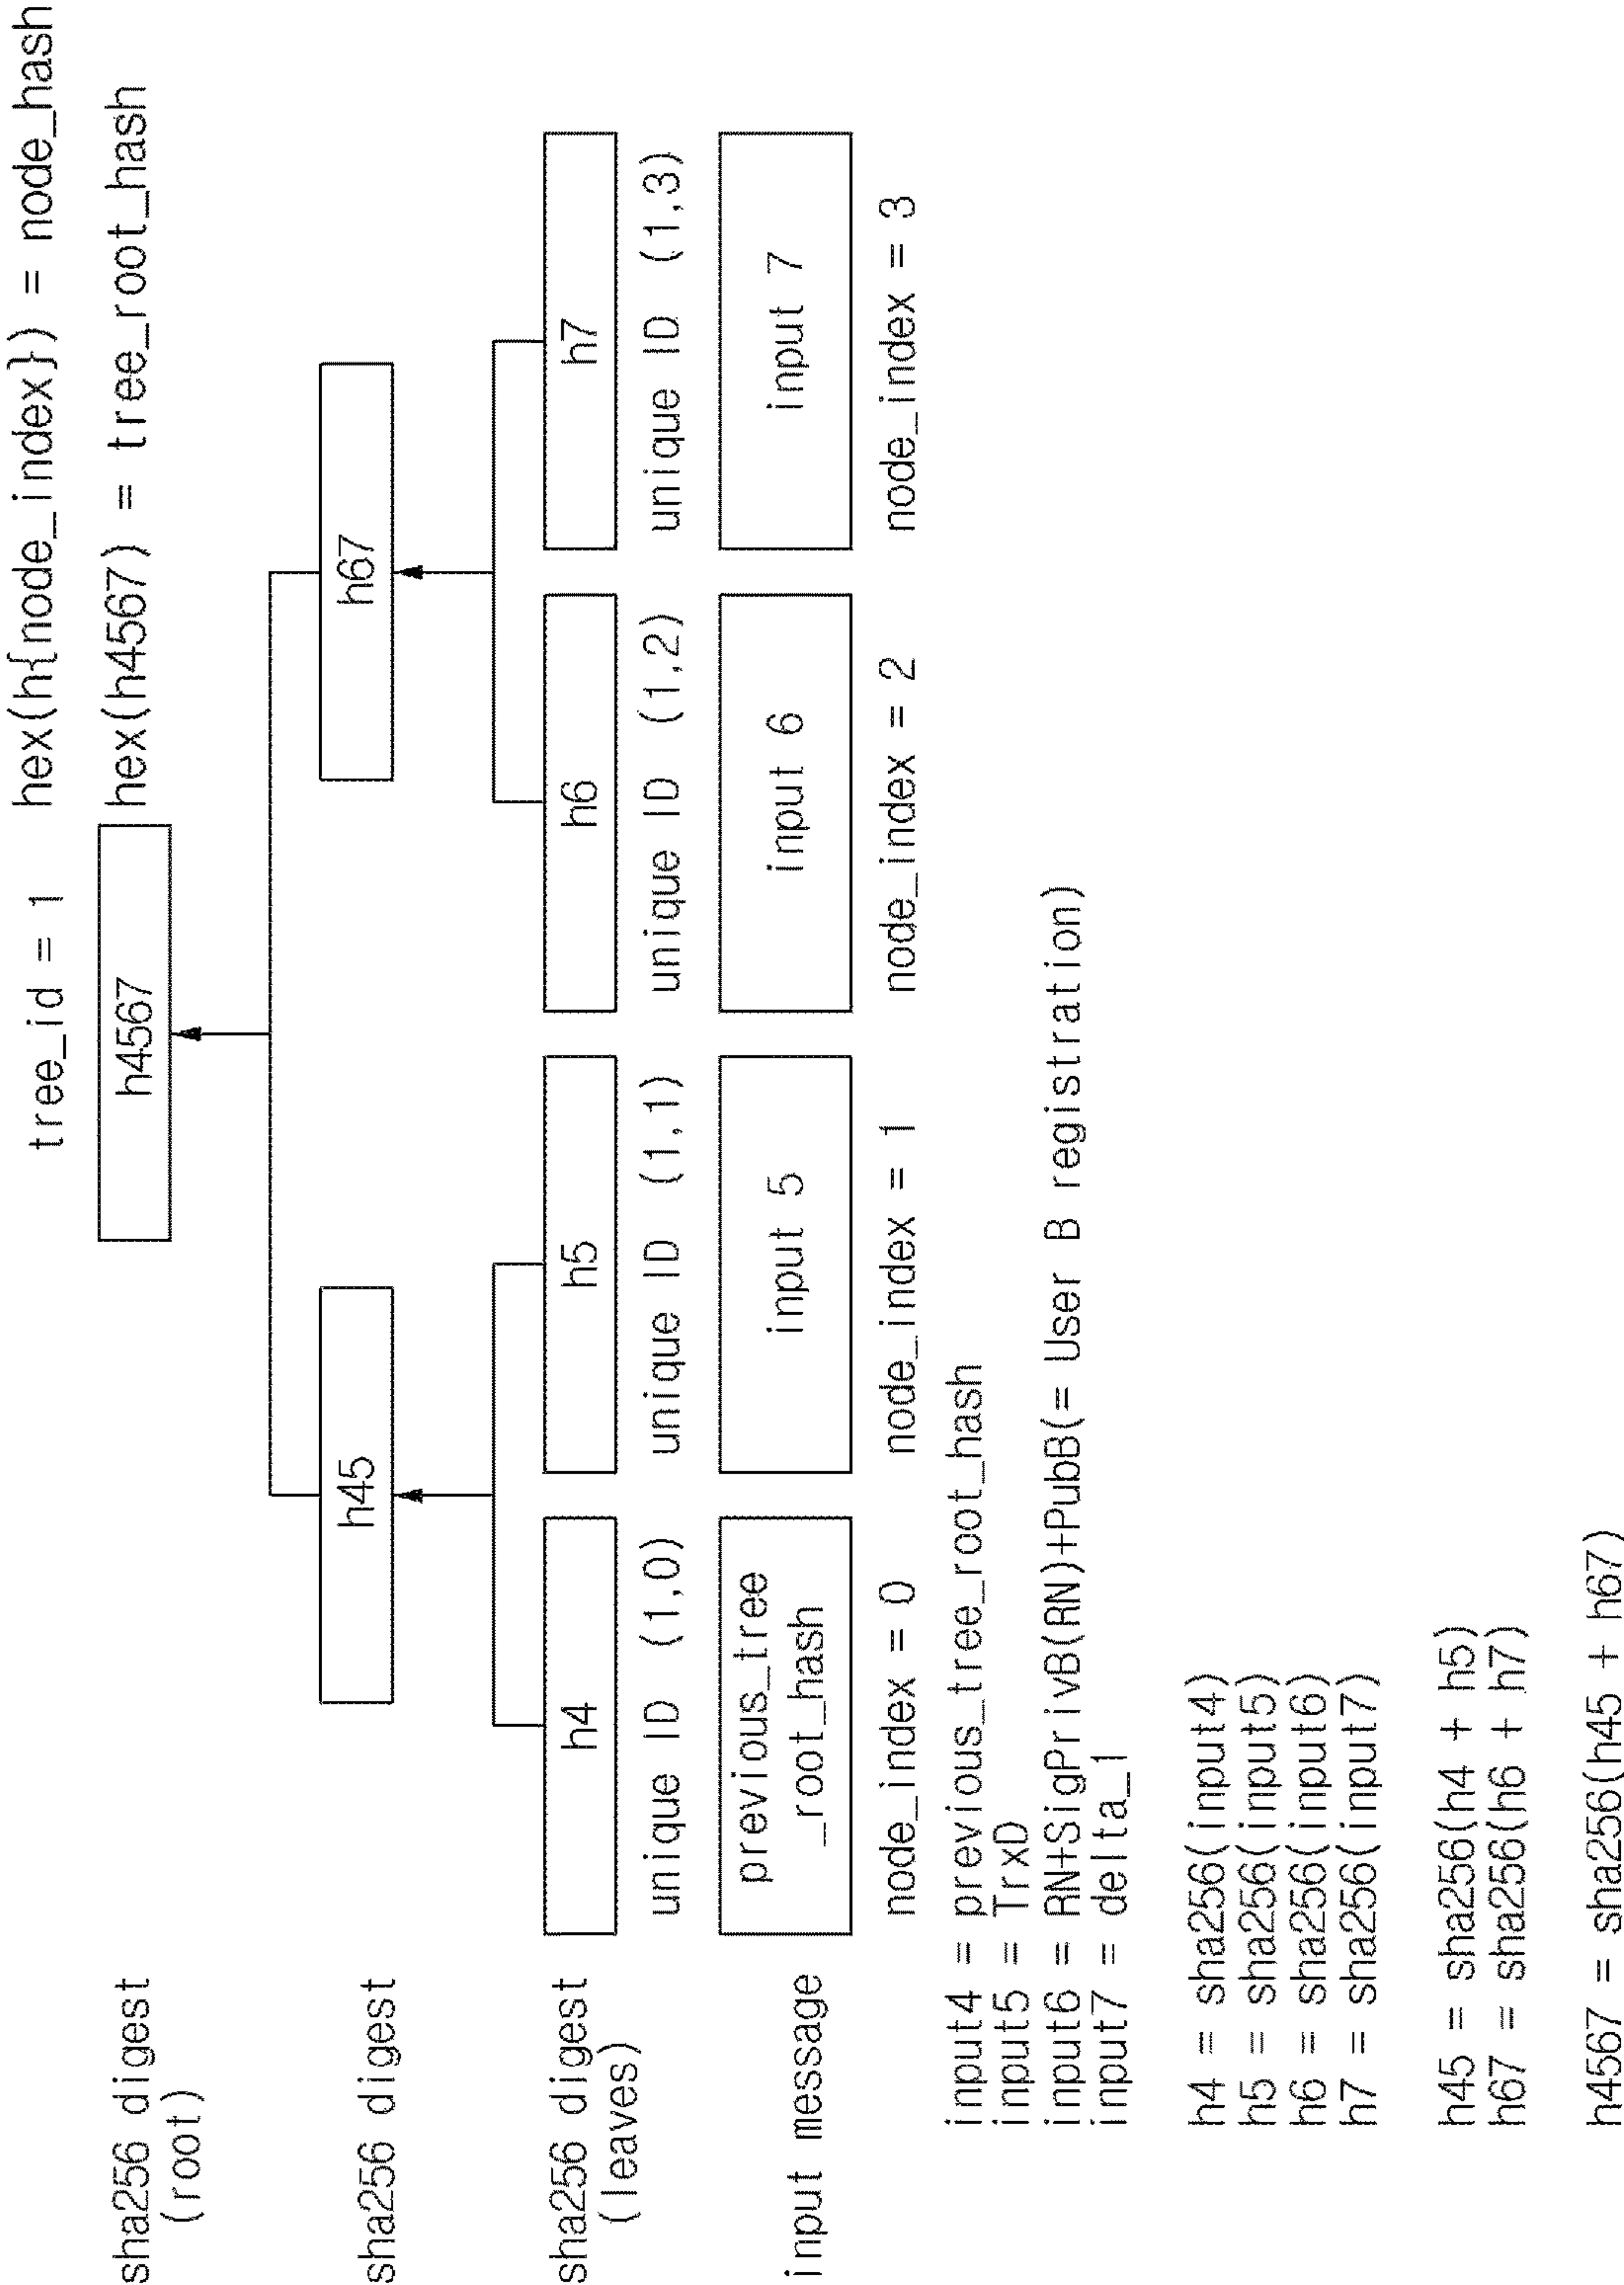 tree_id = 1 hex(h{node_index}) = node_hash
sha256 digest
(root)
h4567
hex(h4567) = tree_root_hash
sha256 digest
h45
h67
sha256 digest
(leaves)
h4
h5
h6
h7
unique ID (1,0)
unique ID (1,1)
unique ID (1,2)
unique ID (1,3)
input message
previous_tree
_root_hash
input 5
input 6
input 7
node_index = 0
node_index = 1
node_index = 2
node_index = 3
input4 = previous_tree_root_hash
input5 = TrxD
input6 = RN+SigPrivB(RN)+PubB(= User B registration)
input7 = delta_1
h4 = sha256(input4)
h5 = sha256(input5)
h6 = sha256(input6)
h7 = sha256(input7)
h45 = sha256(h4 + h5)
h67 = sha256(h6 + h7)
h4567 = sha256(h45 + h67)